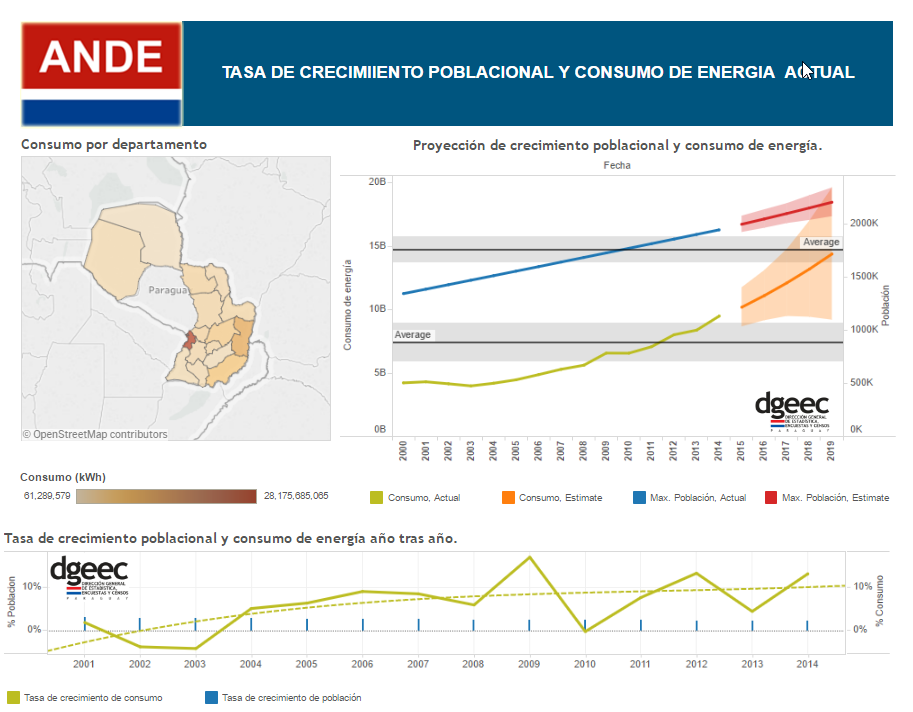 ANDE
TASA DE CRECIMIIENTO POBLACIONAL Y CONSUMO DE ENERGIA ACTUAL
Consumo por departamento
Paragua
© OpenStreetMap contributors
Consumo (kWh)
61,289,579
28,175,685,065
Proyección de crecimiento poblacional y consumo de energía.
Fecha
20B
15B
10B
5B
0B
Consumo de energía
2000K
1500K
1000K
500K
0K
Población
Average
Average
dgeec
DIRECCIÓN GENERAL
DE ESTADÍSTICA,
ENCUESTAS Y CENSOS
PARAGUAY
2000 2001 2002 2003 2004 2005 2006 2007 2008 2009 2010 2011 2012 2013 2014 2015 2016 2017 2018 2019
Consumo, Actual
Consumo, Estimate
Max. Población, Actual
Max. Población, Estimate
Tasa de crecimiento poblacional y consumo de energía año tras año.
dgeec
DIRECCIÓN GENERAL
DE ESTADÍSTICA,
ENCUESTAS Y CENSOS
PARAGUAY
% Población
10%
0%
10%
0%
% Consumo
2001 2002 2003 2004 2005 2006 2007 2008 2009 2010 2011 2012 2013 2014
Tasa de crecimiento de consumo
Tasa de crecimiento de población